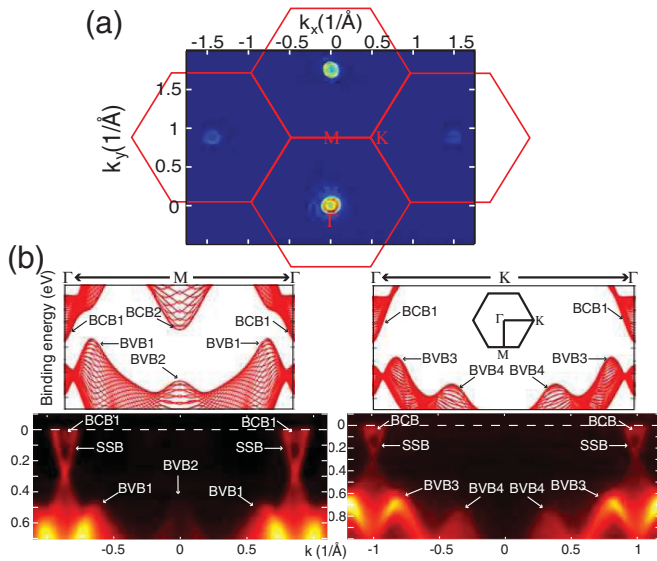 (a)
kx(1/Å)
-1.5 -1 -0.5 0 0.5 1 1.5
ky(1/Å)
1.5
1
0.5
0
M K
Γ
(b)
Γ M Γ
Γ K Γ
Binding energy (eV)
BCB1 BCB2 BCB1
BVB1 BVB2 BVB1
BCB1 BCB1
Γ K
M
BVB3 BVB4 BVB4 BVB3
BCB1 BCB1
SSB SSB
BVB1 BVB2 BVB1
0
0.2
0.4
0.6
-0.5 0 0.5
k (1/Å)
BCB BCB
SSB SSB
BVB3 BVB4 BVB4 BVB3
0
0.2
0.4
0.6
0.8
-1 -0.5 0 0.5 1